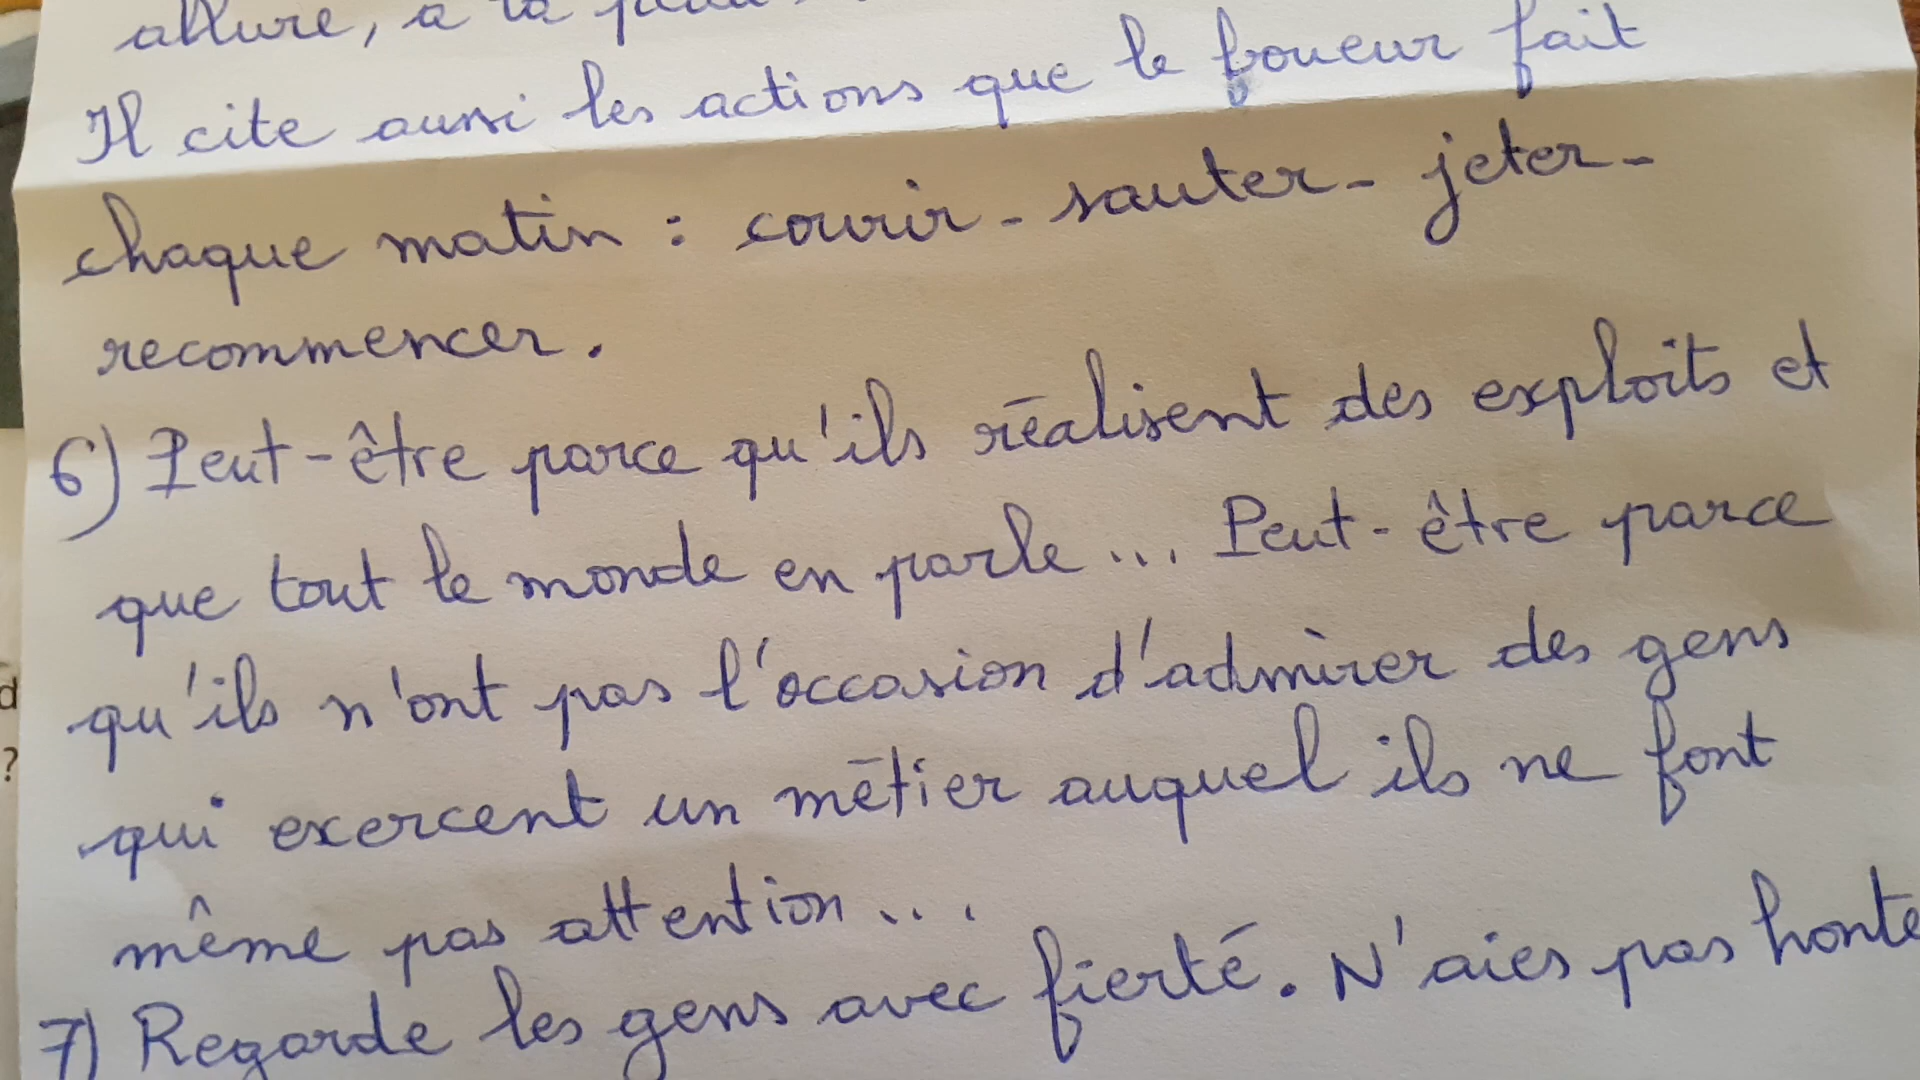 allure, à la
Il cite aussi les actions que le boueur fait
chaque matin : courir - sauter - jeter -
recommencer.
6) Peut-être parce qu'ils réalisent des exploits et
que tout le monde en parle... Peut-être parce
qu'ils n'ont pas l'occasion d'admirer des gens
qui exercent un métier auquel ils ne font
même pas attention...
7) Regarde les gens avec fierté. N'aies pas honte
d
?